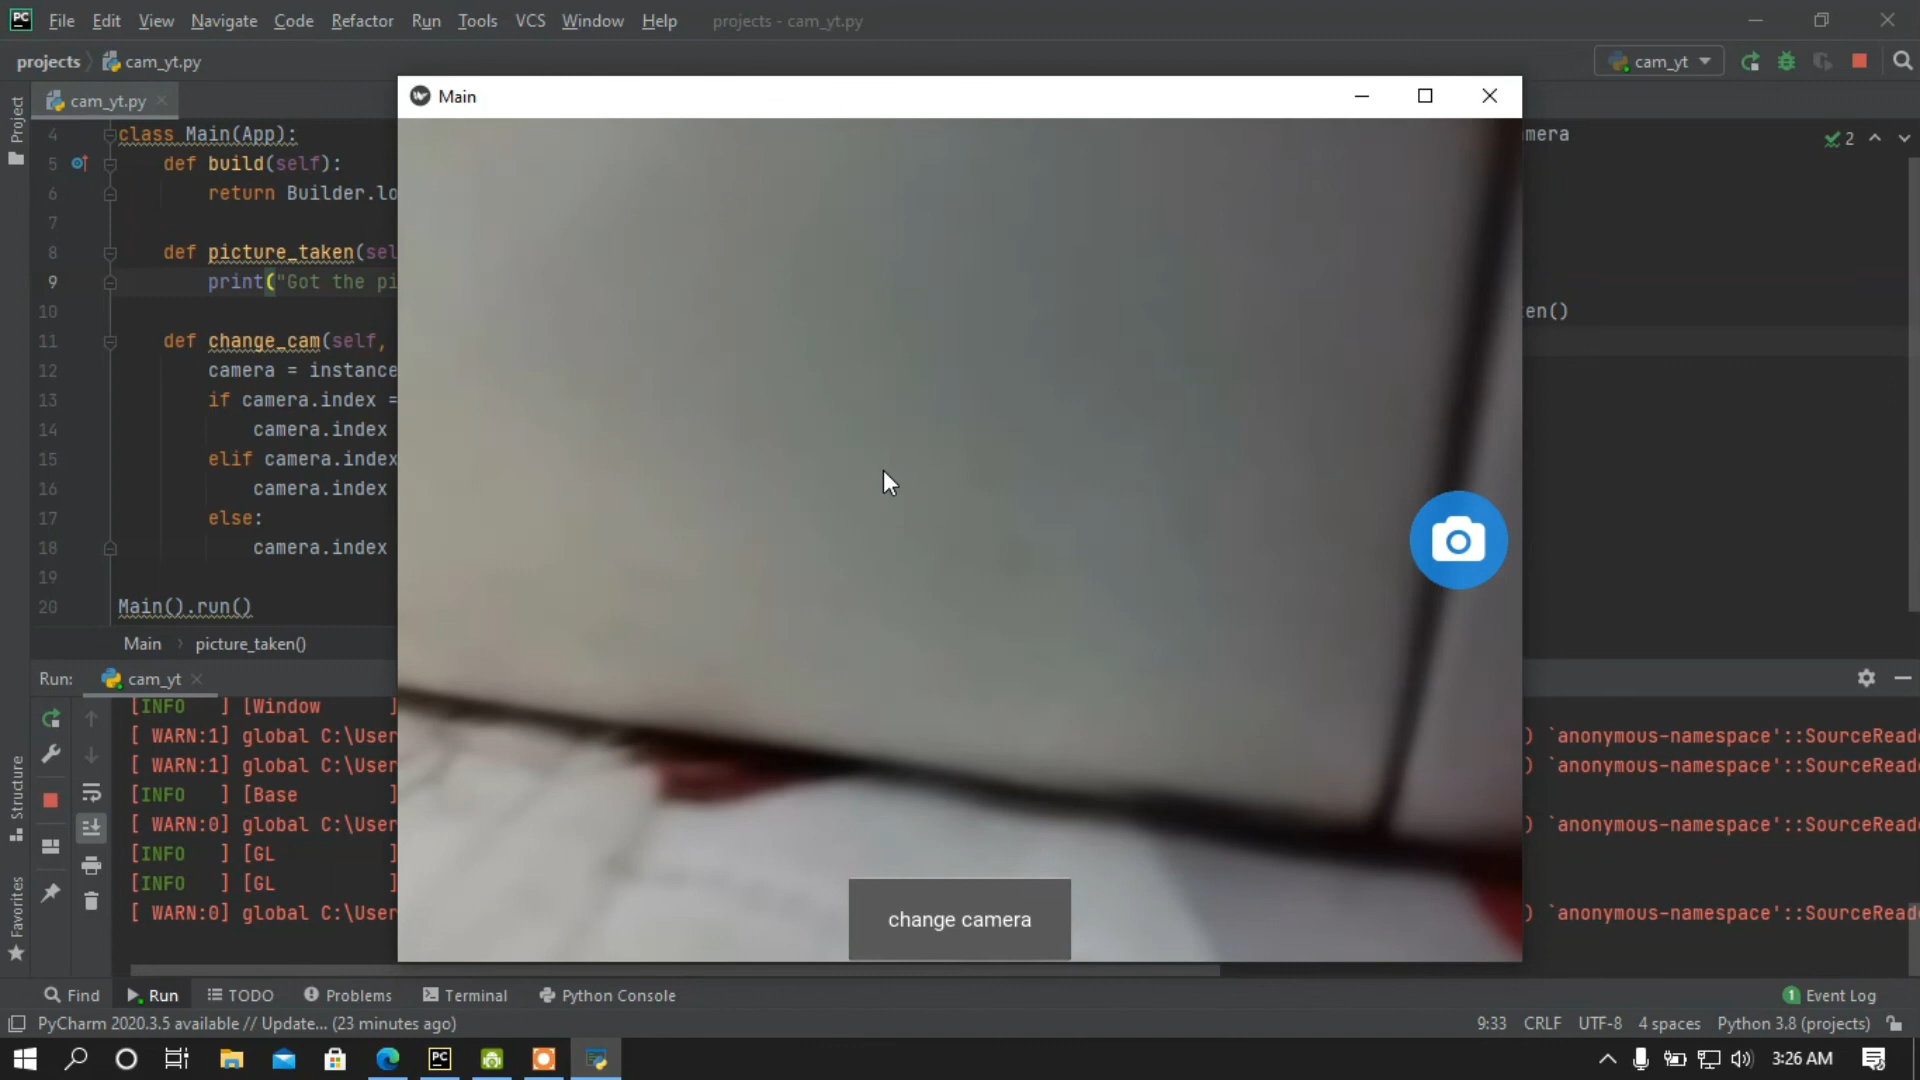 PC File Edit View Navigate Code Refactor Run Tools VCS Window Help projects - cam_yt.py
projects cam_yt.py cam_yt
Project cam_yt.py
Main
4 class Main(App): mera 2
5 def build(self):
6 return Builder.lo
7
8 def picture_taken(sel
9 print("Got the pi
10 en()
11 def change_cam(self,
12 camera = instance
13 if camera.index =
14 camera.index
15 elif camera.index
16 camera.index
17 else:
18 camera.index
19
20 Main().run()
Main picture_taken()
Run: cam_yt
[INFO ] [Window ]
[ WARN:1] global C:\User ) `anonymous-namespace'::SourceRead
[ WARN:1] global C:\User ) `anonymous-namespace'::SourceRead
[INFO ] [Base ]
[ WARN:0] global C:\User ) `anonymous-namespace'::SourceRead
[INFO ] [GL ]
[INFO ] [GL ]
[ WARN:0] global C:\User ) `anonymous-namespace'::SourceRead
change camera
Structure
Favorites
Find Run TODO Problems Terminal Python Console 1 Event Log
PyCharm 2020.3.5 available // Update... (23 minutes ago) 9:33 CRLF UTF-8 4 spaces Python 3.8 (projects)
PC 3:26 AM